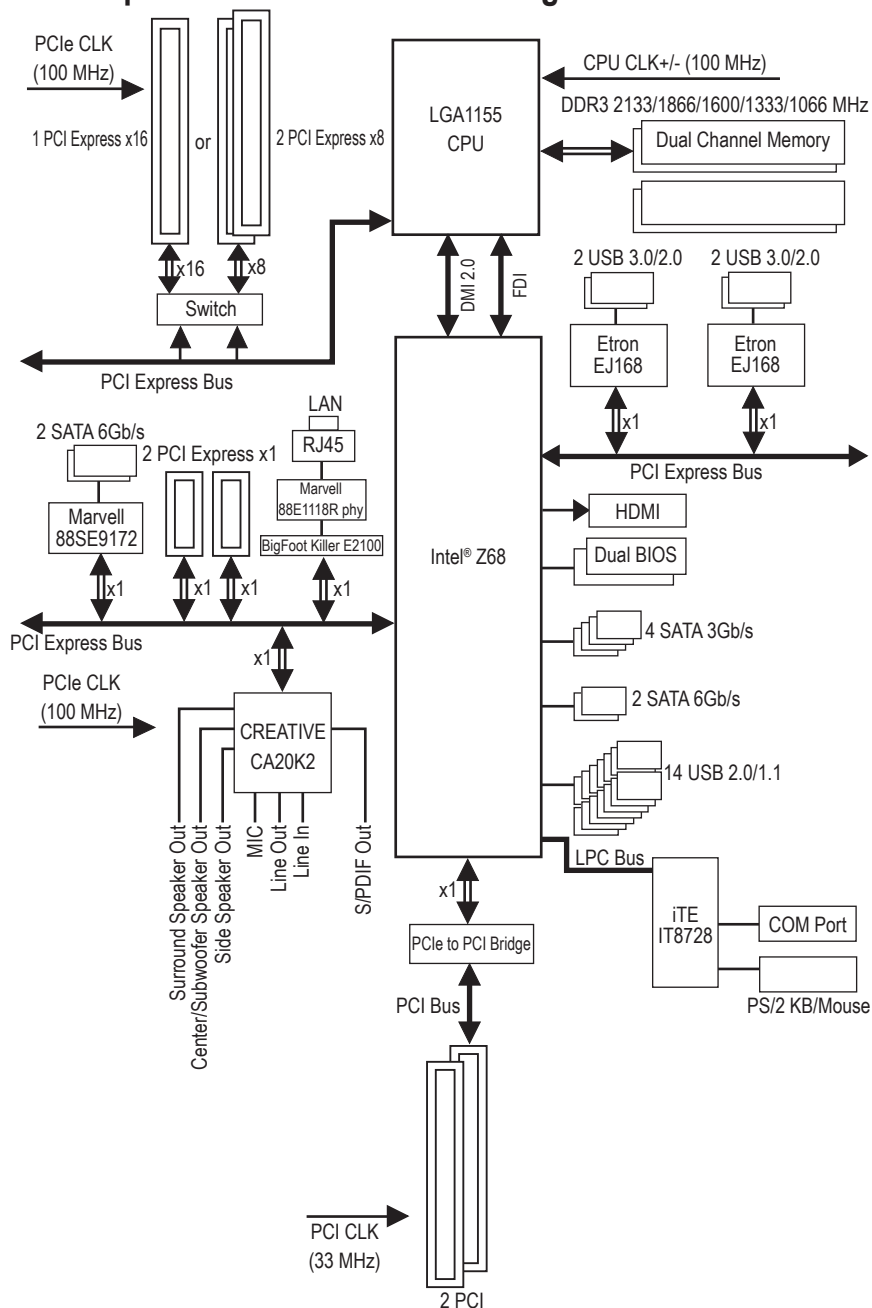 PCIe CLK
(100 MHz)
1 PCI Express x16
or
2 PCI Express x8
x16
x8
Switch
PCI Express Bus
LGA1155
CPU
CPU CLK+/- (100 MHz)
DDR3 2133/1866/1600/1333/1066 MHz
Dual Channel Memory
DMI 2.0
FDI
2 USB 3.0/2.0
2 USB 3.0/2.0
Etron
EJ168
Etron
EJ168
x1
x1
PCI Express Bus
LAN
RJ45
2 SATA 6Gb/s
2 PCI Express x1
Marvell
88E1118R phy
Marvell
88SE9172
BigFoot Killer E2100
x1
x1
x1
x1
PCI Express Bus
Intel® Z68
HDMI
Dual BIOS
4 SATA 3Gb/s
2 SATA 6Gb/s
14 USB 2.0/1.1
x1
PCIe CLK
(100 MHz)
CREATIVE
CA20K2
Surround Speaker Out
Center/Subwoofer Speaker Out
Side Speaker Out
MIC
Line Out
Line In
S/PDIF Out
LPC Bus
iTE
IT8728
COM Port
PS/2 KB/Mouse
x1
PCIe to PCI Bridge
PCI Bus
PCI CLK
(33 MHz)
2 PCI